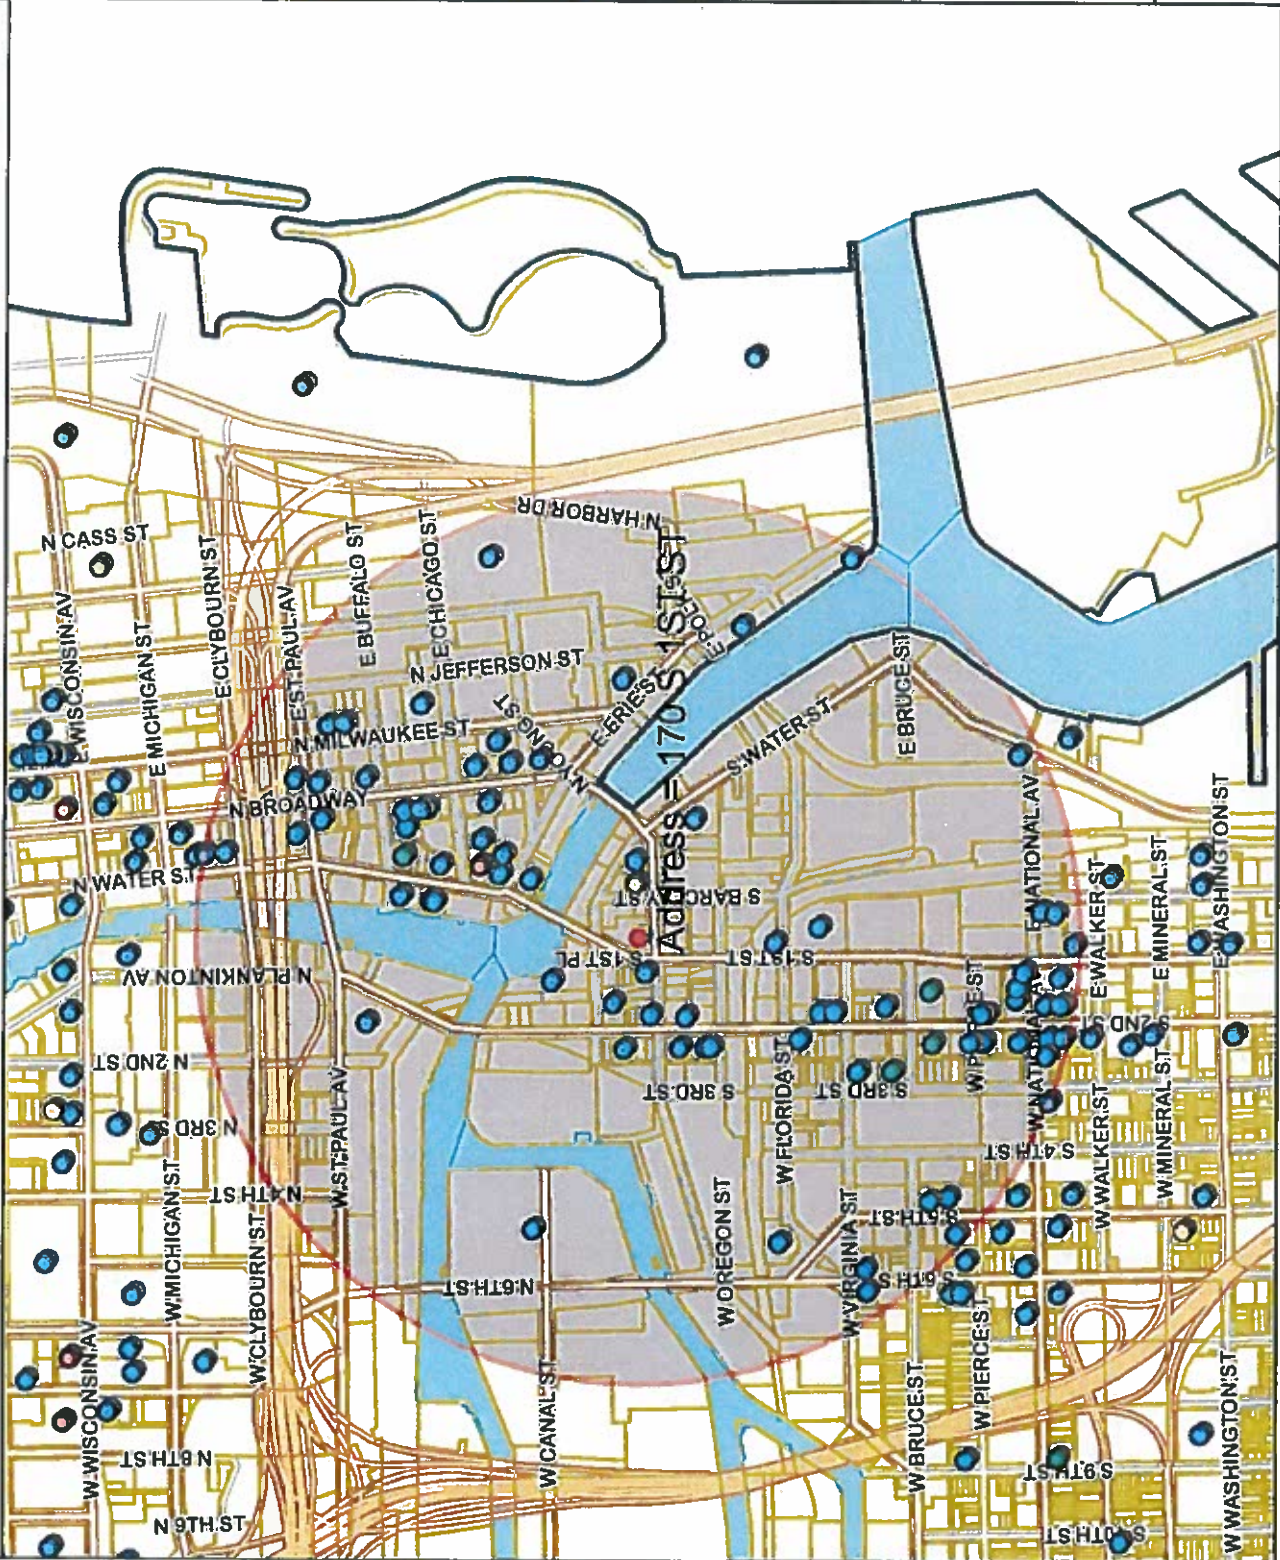 N HARBOR DR
N CASS ST
E BUFFALO ST
E CHICAGO ST
E CLYBOURN ST
E ST. PAUL AV
E WISCONSIN AV
E MICHIGAN ST
N JEFFERSON ST
E ERIE ST
Address = 170 S 1ST ST
N MILWAUKEE ST
N YOUNG ST
S WATER ST
E BRUCE ST
N BROADWAY
N WATER ST
S BARCLAY ST
E NATIONAL AV
E WALKER ST
E MINERAL ST
E WASHINGTON ST
S 1ST PL
S 1ST ST
N PLANKINTON AV
N 2ND ST
S 2ND ST
S 3RD ST
S 3RD ST
S 3RD ST
N 3RD ST
W ST. PAUL AV
W FLORIDA ST
W PIERCE ST
W NATIONAL AV
W WALKER ST
W MINERAL ST
S 4TH ST
N 4TH ST
W MICHIGAN ST
W CLYBOURN ST
W OREGON ST
W VIRGINIA ST
S 5TH ST
N 6TH ST
S 6TH ST
W WISCONSIN AV
W CANAL ST
W BRUCE ST
W PIERCE ST
W WASHINGTON ST
N 8TH ST
N 9TH ST
S 9TH ST
S 10TH ST